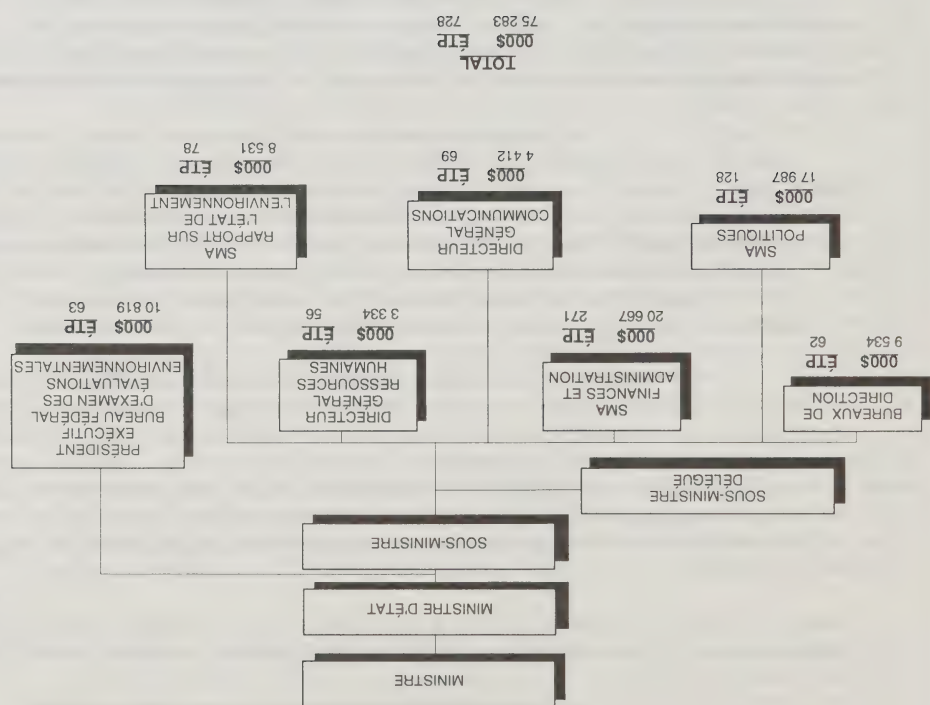 MINISTRE
MINISTRE D'ÉTAT
SOUS-MINISTRE
SOUS-MINISTRE
DÉLÉGUÉ
BUREAUX DE
DIRECTION
000$ ÉTP
9 534 62
SMA
FINANCES ET
ADMINISTRATION
000$ ÉTP
20 667 271
DIRECTEUR
GÉNÉRAL
RESSOURCES
HUMAINES
000$ ÉTP
3 334 56
PRÉSIDENT
EXÉCUTIF
BUREAU FÉDÉRAL
D'EXAMEN DES
ÉVALUATIONS
ENVIRONNEMENTALES
000$ ÉTP
10 819 63
SMA
POLITIQUES
000$ ÉTP
17 987 128
DIRECTEUR
GÉNÉRAL
COMMUNICATIONS
000$ ÉTP
4 412 69
SMA
RAPPORT SUR
L'ÉTAT DE
L'ENVIRONNEMENT
000$ ÉTP
8 531 78
TOTAL
000$ ÉTP
75 283 728